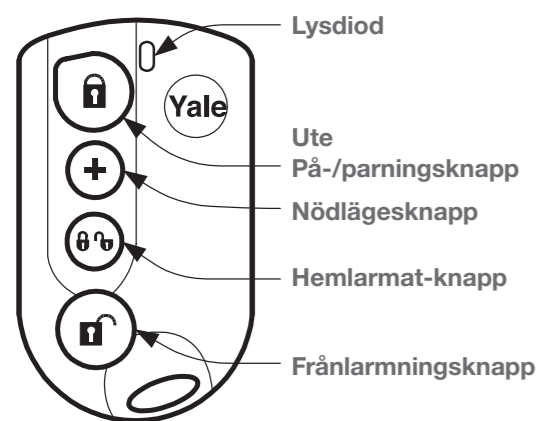 Lysdiod
Yale
Ute
På-/parningsknapp
Nödlägesknapp
Hemlarmat-knapp
Frånlarmningsknapp